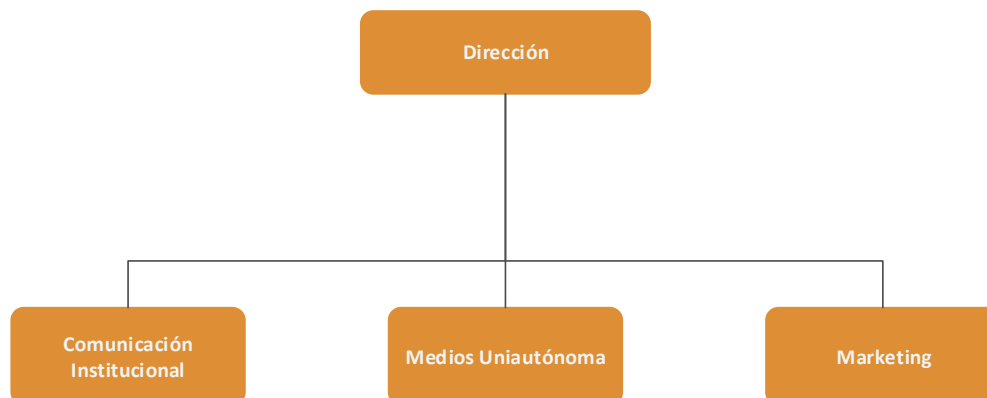 Dirección
Comunicación
Institucional
Medios Uniautónoma
Marketing